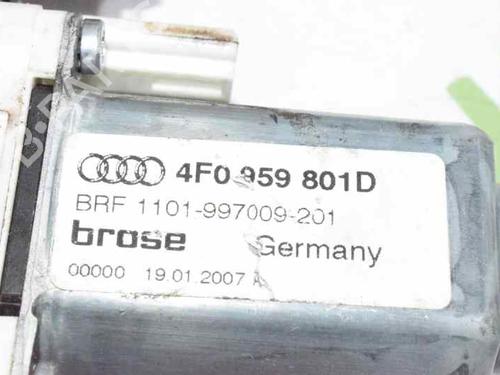 4F0 959 801D
BRF 1101-997009-201
brose Germany
00000 19.01.2007 A